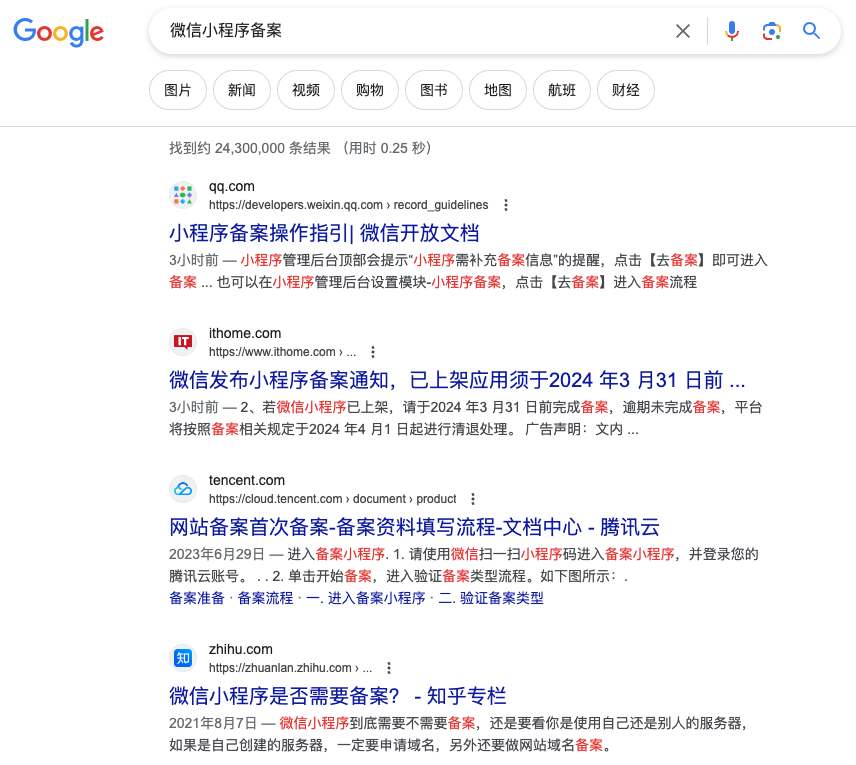 Google
微信小程序备案
图片 新闻 视频 购物 图书 地图 航班 财经
找到约 24,300,000 条结果 （用时 0.25 秒）
qq.com
https://developers.weixin.qq.com › record_guidelines
小程序备案操作指引| 微信开放文档
3小时前 — 小程序管理后台顶部会提示“小程序需补充备案信息”的提醒，点击【去备案】即可进入
备案 ... 也可以在小程序管理后台设置模块-小程序备案，点击【去备案】进入备案流程
IT
ithome.com
https://www.ithome.com › ...
微信发布小程序备案通知，已上架应用须于2024 年3 月31 日前 ...
3小时前 — 2、若微信小程序已上架，请于2024 年3 月31 日前完成备案，逾期未完成备案，平台
将按照备案相关规定于2024 年4 月1 日起进行清退处理。 广告声明：文内 ...
tencent.com
https://cloud.tencent.com › document › product
网站备案首次备案-备案资料填写流程-文档中心 - 腾讯云
2023年6月29日 — 进入备案小程序. 1. 请使用微信扫一扫小程序码进入备案小程序，并登录您的
腾讯云账号。 . . 2. 单击开始备案，进入验证备案类型流程。如下图所示：.
备案准备 · 备案流程 · 一. 进入备案小程序 · 二. 验证备案类型
知
zhihu.com
https://zhuanlan.zhihu.com › ...
微信小程序是否需要备案？ - 知乎专栏
2021年8月7日 — 微信小程序到底需要不需要备案，还是要看你是使用自己还是别人的服务器，
如果是自己创建的服务器，一定要申请域名，另外还要做网站域名备案。